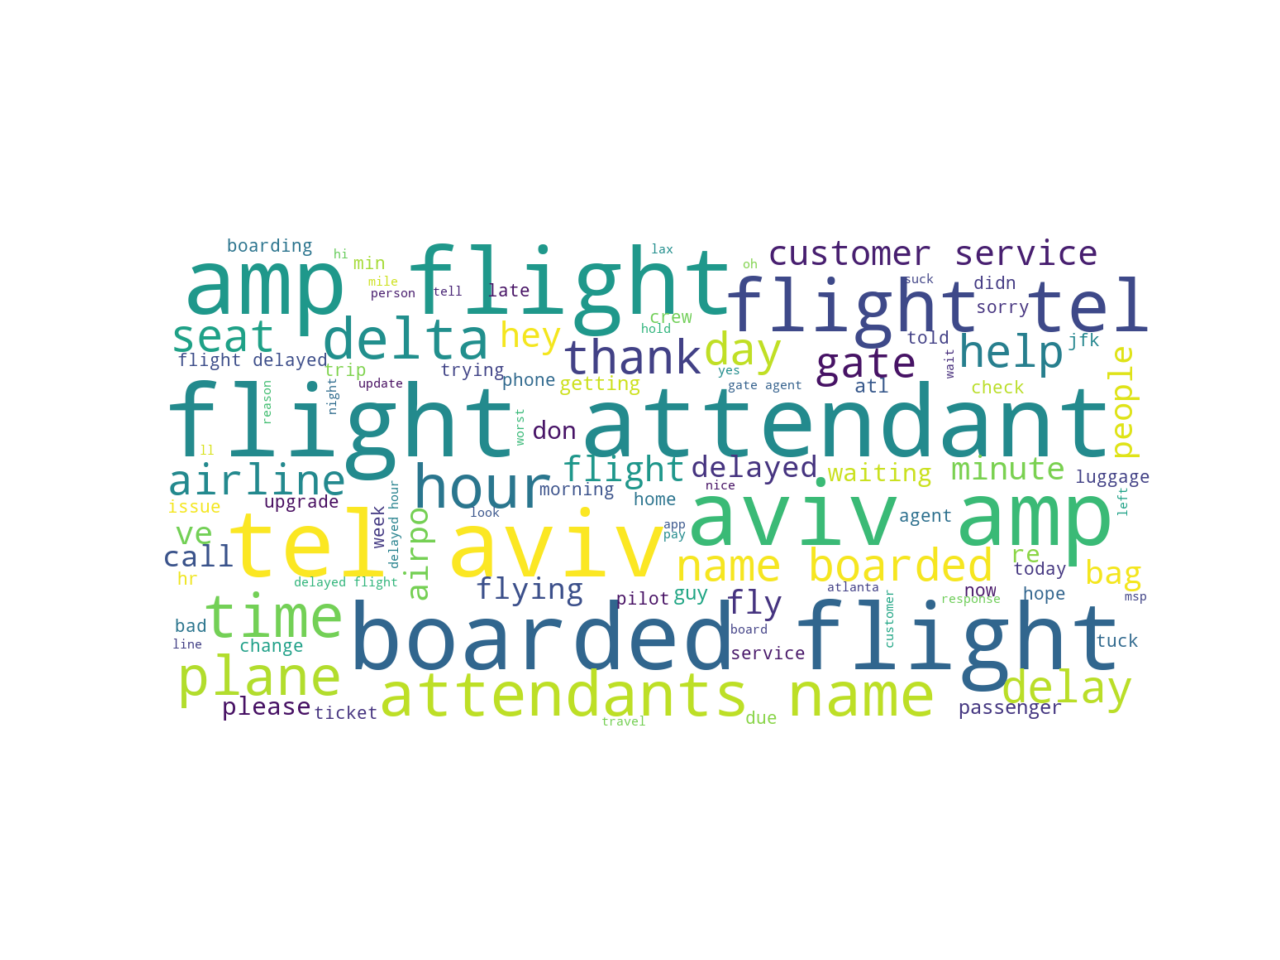 boarding
hi
min
mile
person
tell
late
lax
oh
customer service
amp flight
suck
didn
sorry
flight tel
seat
delta
hey
crew
hold
thank
day
told
gate
wait
help
jfk
flight delayed
trip
trying
phone
getting
yes
gate agent
atl
check
people
reason
night
update
worst
flight attendant
don
ll
airline
hour
flight
delayed
nice
waiting
minute
luggage
morning
home
issue
upgrade
week
delayed hour
look
airpo
app
pay
agent
left
ve
tel aviv
aviv amp
call
name boarded
re
today
bag
hr
delayed flight
flying
pilot
guy
fly
atlanta
customer
now
response
hope
msp
time
bad
line
change
boarded flight
board
service
tuck
plane
attendants name
delay
please
ticket
travel
due
passenger